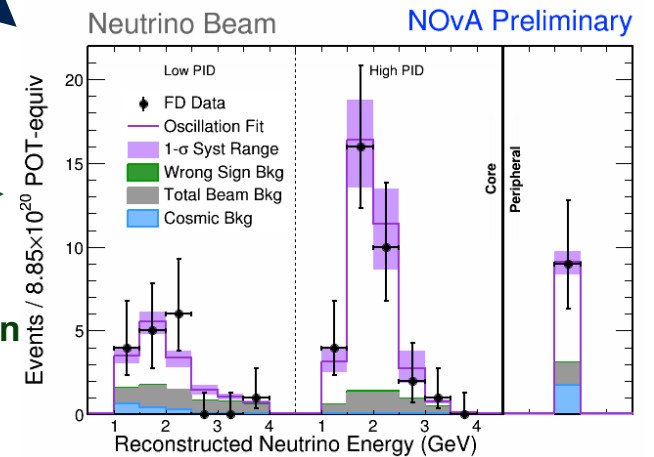 Neutrino Beam
NOvA Preliminary
Low PID
High PID
FD Data
Oscillation Fit
1-σ Syst Range
Wrong Sign Bkg
Total Beam Bkg
Cosmic Bkg
Core
Peripheral
Events / 8.85×10²⁰ POT-equiv
20
15
10
5
0
n
1 2 3 4 1 2 3 4
Reconstructed Neutrino Energy (GeV)